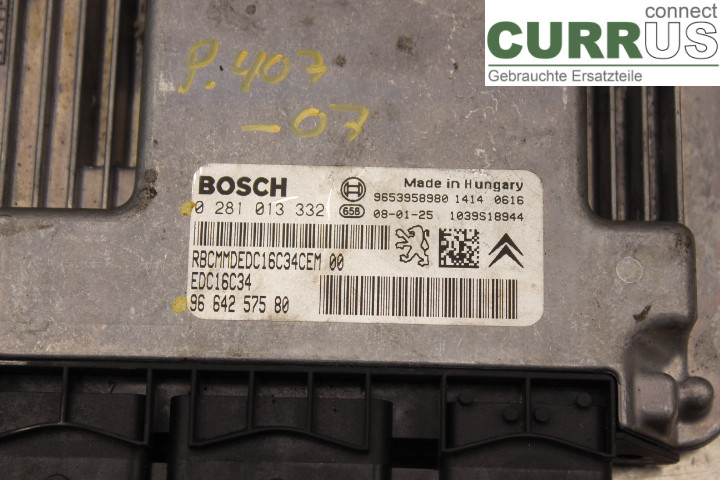 connect
CURRUS
Gebrauchte Ersatzteile
P. 407
-07
BOSCH
Made in Hungary
9653958980 1414 0616
0 281 013 332
656 08-01-25 1039S18944
RBCMMDEDC16C34CEM 00
EDC16C34
96 642 575 80